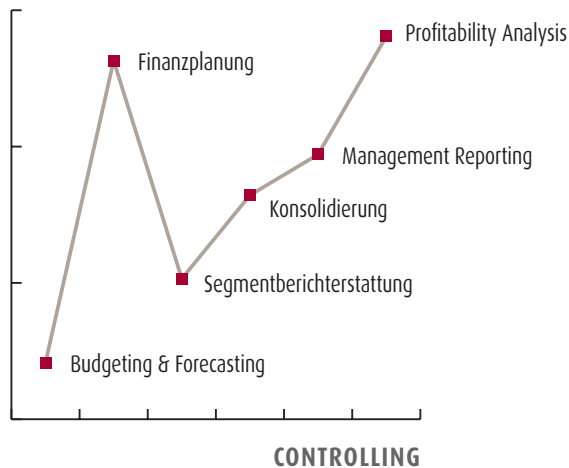 Profitability Analysis
Finanzplanung
Management Reporting
Konsolidierung
Segmentberichterstattung
Budgeting & Forecasting
CONTROLLING